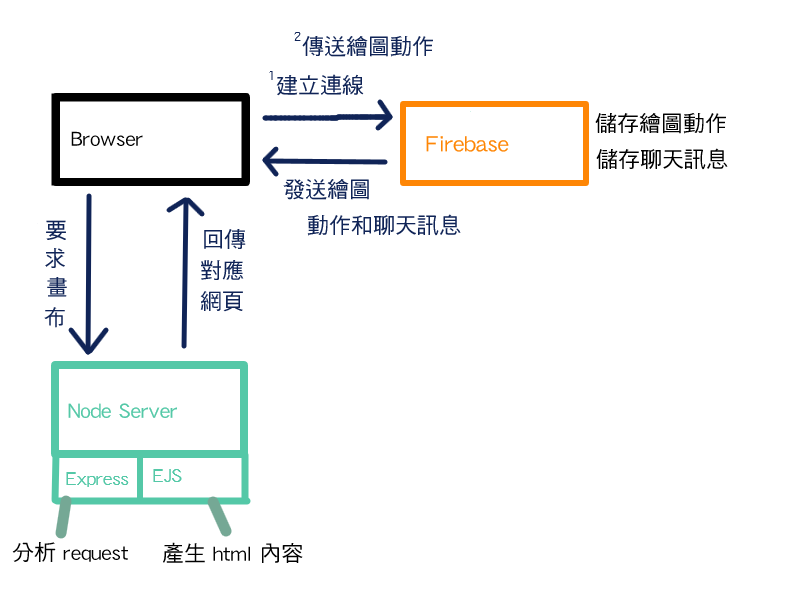 2傳送繪圖動作
1建立連線
Browser
Firebase
儲存繪圖動作
儲存聊天訊息
發送繪圖
動作和聊天訊息
要
求
畫
布
回傳
對應
網頁
Node Server
Express
EJS
分析 request
產生 html 內容